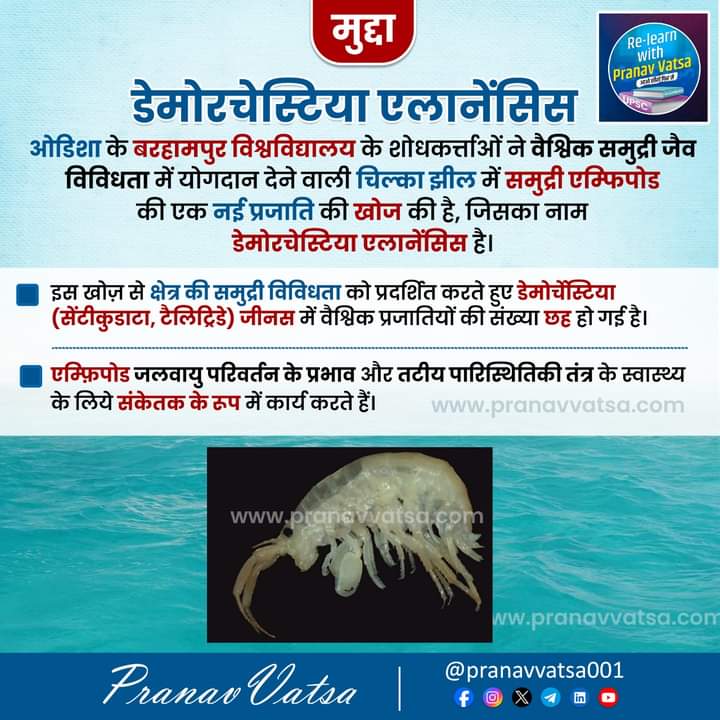 मुद्दा
Re-learn
with
Pranav Vatsa
UPSC
डेमोरचेस्टिया एलानेंसिस
ओडिशा के बरहामपुर विश्वविद्यालय के शोधकर्त्ताओं ने वैश्विक समुद्री जैव
विविधता में योगदान देने वाली चिल्का झील में समुद्री एम्फिपोड
की एक नई प्रजाति की खोज की है, जिसका नाम
डेमोरचेस्टिया एलानेंसिस है।
इस खोज़ से क्षेत्र की समुद्री विविधता को प्रदर्शित करते हुए डेमोर्चेस्टिया
(सेंटीकुडाटा, टैलिट्रिडे) जीनस में वैश्विक प्रजातियों की संख्या छह हो गई है।
एम्फ़िपोड जलवायु परिवर्तन के प्रभाव और तटीय पारिस्थितिकी तंत्र के स्वास्थ्य
के लिये संकेतक के रूप में कार्य करते हैं।
www.pranavvatsa.com
www.pranavvatsa.com
www.pranavvatsa.com
Pranav Vatsa
@pranavvatsa001